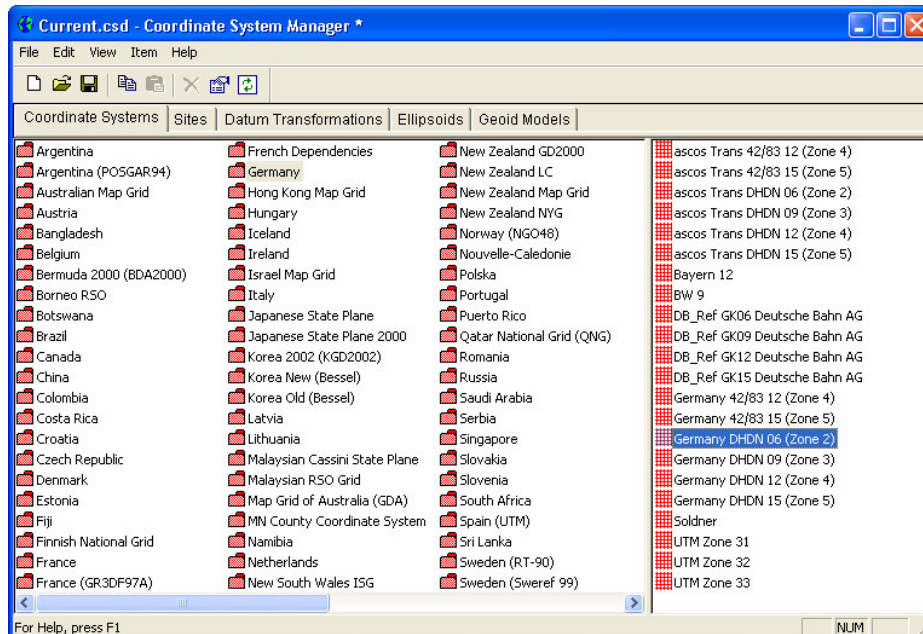 Current.csd - Coordinate System Manager *
File Edit View Item Help
Coordinate Systems Sites Datum Transformations Ellipsoids Geoid Models
Argentina
Argentina (POSGAR94)
Australian Map Grid
Austria
Bangladesh
Belgium
Bermuda 2000 (BDA2000)
Borneo RSO
Botswana
Brazil
Canada
China
Colombia
Costa Rica
Croatia
Czech Republic
Denmark
Estonia
Fiji
Finnish National Grid
France
France (GR3DF97A)
French Dependencies
Germany
Hong Kong Map Grid
Hungary
Iceland
Ireland
Israel Map Grid
Italy
Japanese State Plane
Japanese State Plane 2000
Korea 2002 (KGD2002)
Korea New (Bessel)
Korea Old (Bessel)
Latvia
Lithuania
Malaysian Cassini State Plane
Malaysian RSO Grid
Map Grid of Australia (GDA)
MN County Coordinate System
Namibia
Netherlands
New South Wales ISG
New Zealand GD2000
New Zealand LC
New Zealand Map Grid
New Zealand NYG
Norway (NGO48)
Nouvelle-Caledonie
Polska
Portugal
Puerto Rico
Qatar National Grid (QNG)
Romania
Russia
Saudi Arabia
Serbia
Singapore
Slovakia
Slovenia
South Africa
Spain (UTM)
Sri Lanka
Sweden (RT-90)
Sweden (Sweref 99)
ascos Trans 42/83 12 (Zone 4)
ascos Trans 42/83 15 (Zone 5)
ascos Trans DHDN 06 (Zone 2)
ascos Trans DHDN 09 (Zone 3)
ascos Trans DHDN 12 (Zone 4)
ascos Trans DHDN 15 (Zone 5)
Bayern 12
BW 9
DB_Ref GK06 Deutsche Bahn AG
DB_Ref GK09 Deutsche Bahn AG
DB_Ref GK12 Deutsche Bahn AG
DB_Ref GK15 Deutsche Bahn AG
Germany 42/83 12 (Zone 4)
Germany 42/83 15 (Zone 5)
Germany DHDN 06 (Zone 2)
Germany DHDN 09 (Zone 3)
Germany DHDN 12 (Zone 4)
Germany DHDN 15 (Zone 5)
Soldner
UTM Zone 31
UTM Zone 32
UTM Zone 33
For Help, press F1
NUM